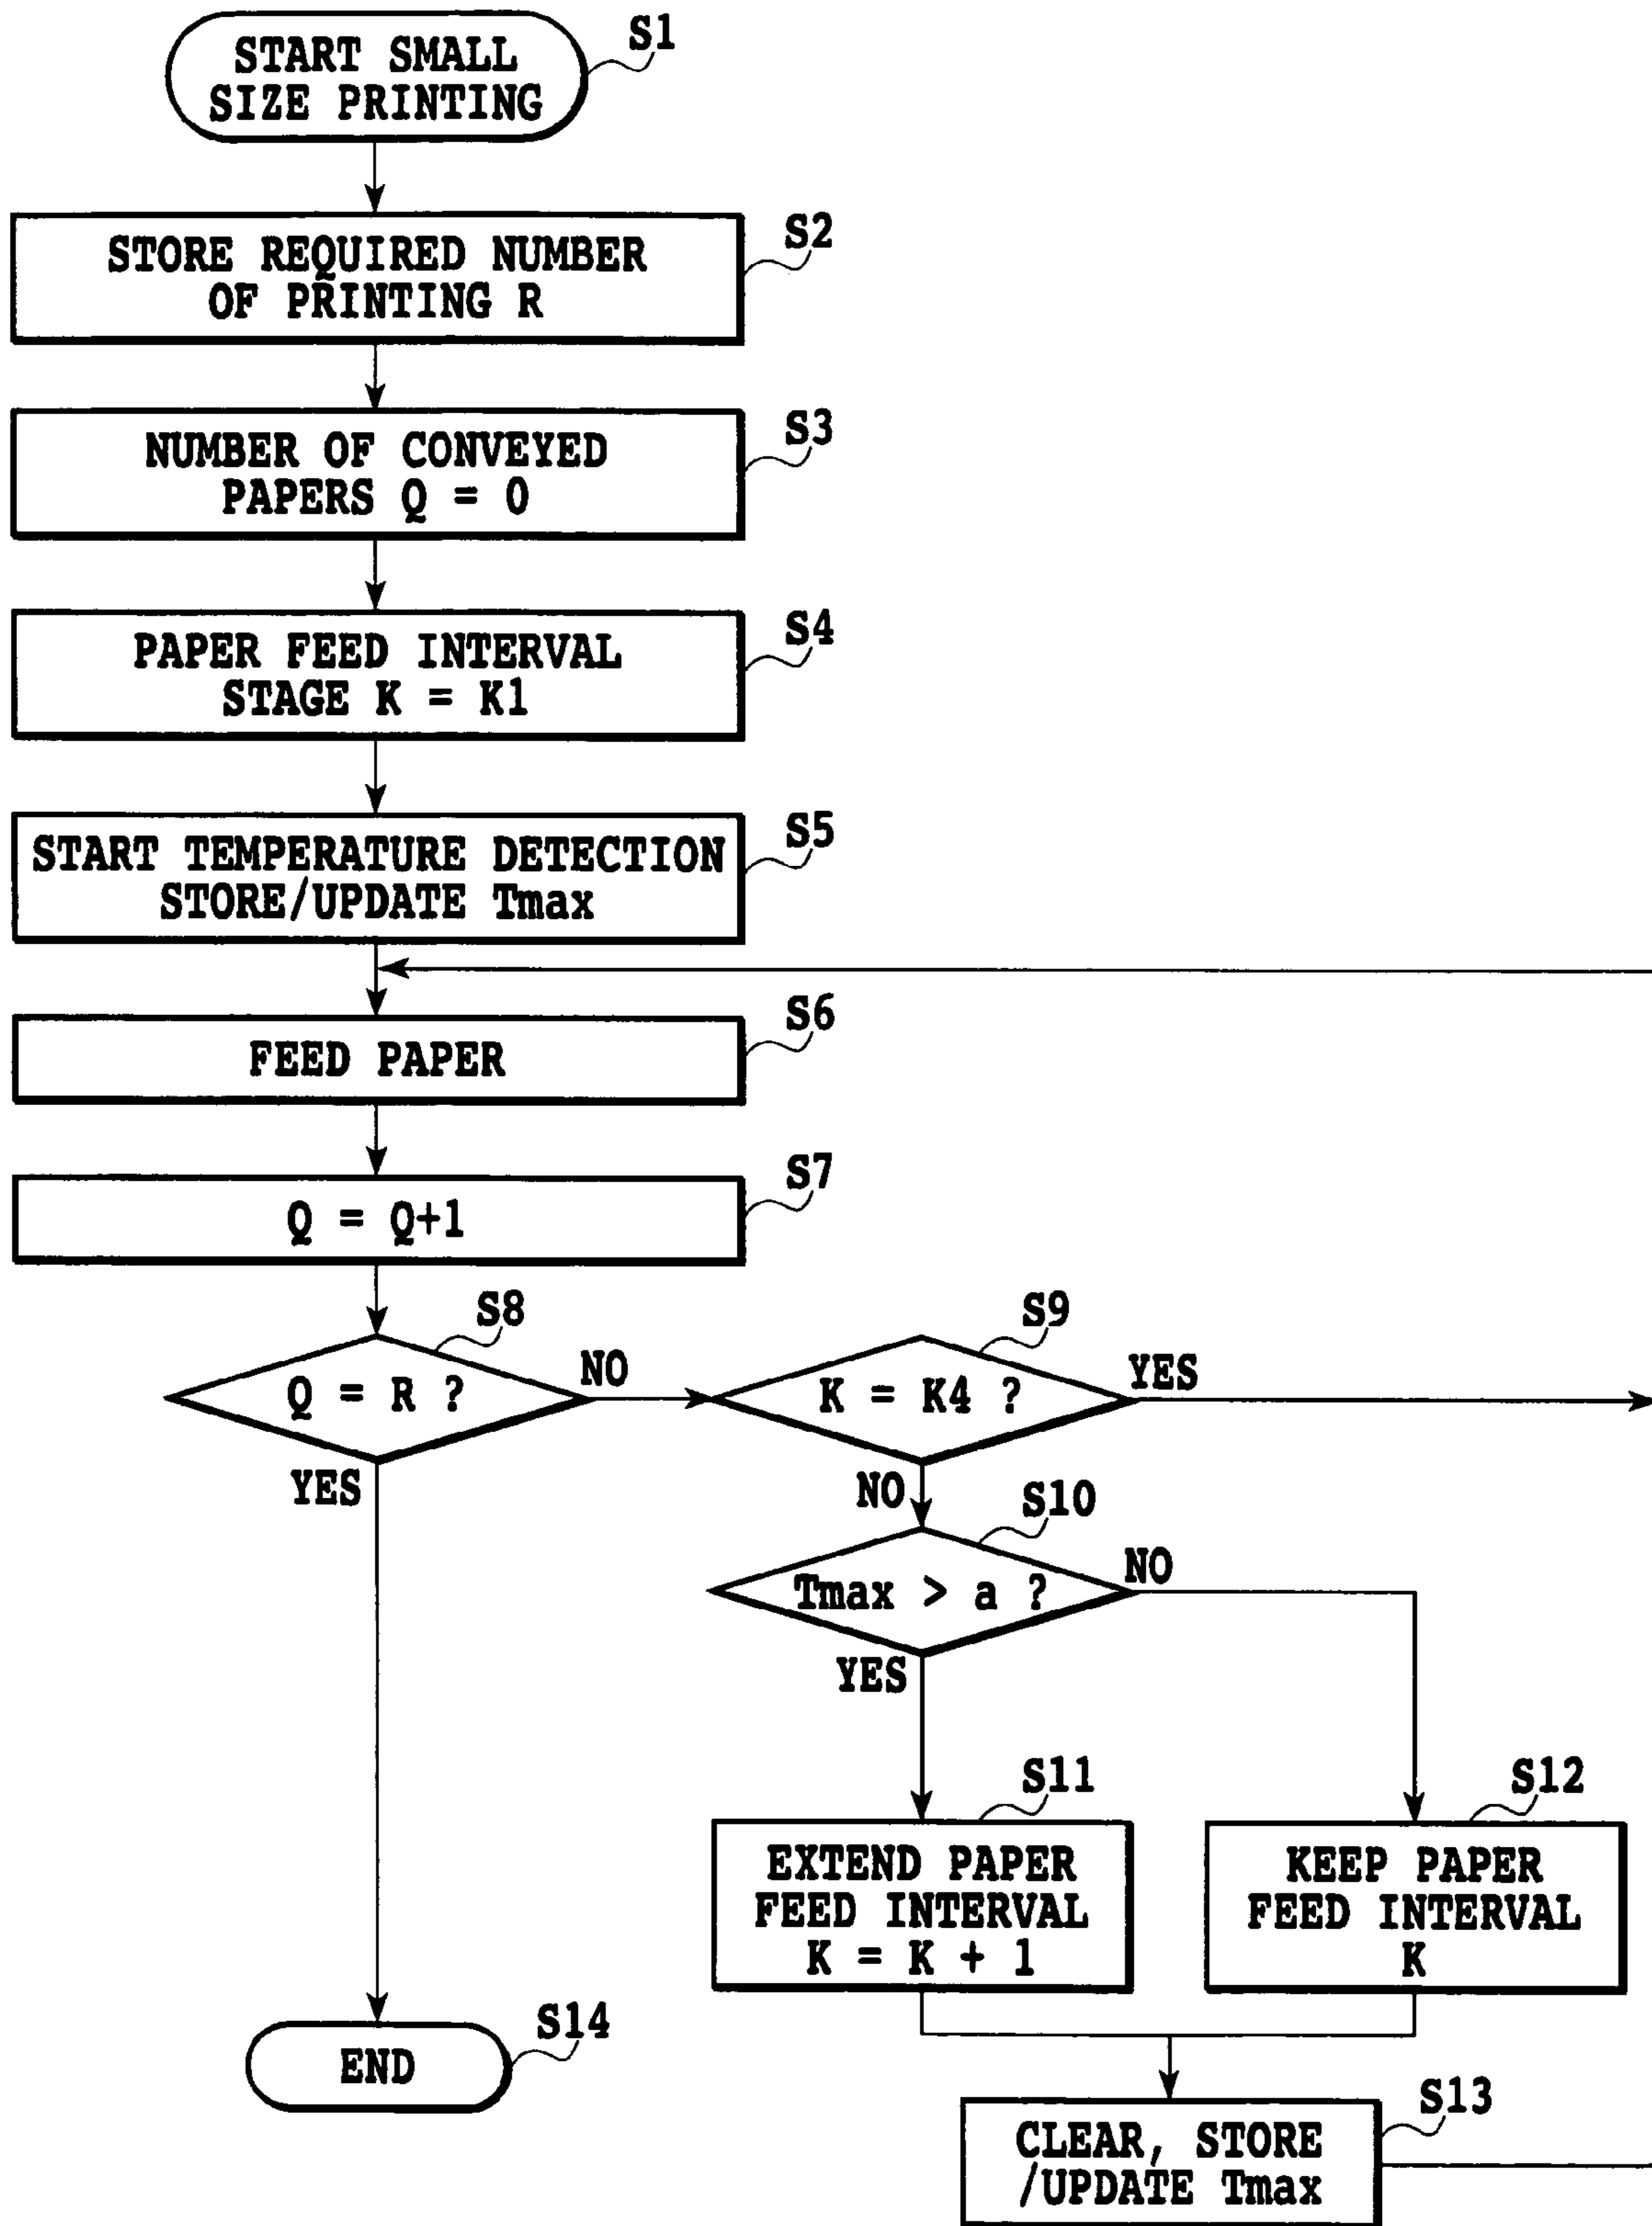 START SMALL
SIZE PRINTING
S1
STORE REQUIRED NUMBER
OF PRINTING R
S2
NUMBER OF CONVEYED
PAPERS Q = 0
S3
PAPER FEED INTERVAL
STAGE K = K1
S4
START TEMPERATURE DETECTION
STORE/UPDATE Tmax
S5
FEED PAPER
S6
Q = Q+1
S7
Q = R ?
S8
NO
YES
K = K4 ?
S9
YES
NO
Tmax > a ?
S10
NO
YES
EXTEND PAPER
FEED INTERVAL
K = K + 1
S11
KEEP PAPER
FEED INTERVAL
K
S12
END
S14
CLEAR, STORE
/UPDATE Tmax
S13